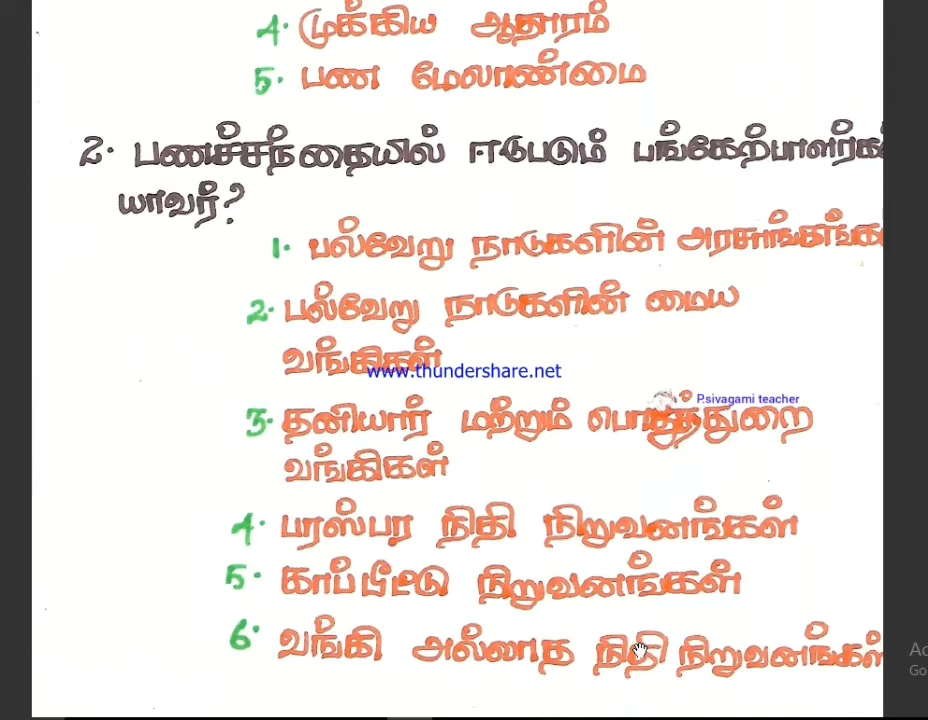 4. முக்கிய ஆதாரம்
5. பண மேலாண்மை
2. பணச்சந்தையில் ஈடுபடும் பங்கேற்பாளர்க
யாவர்?
1. பல்வேறு நாடுகளின் அரசாங்கங்க
2. பல்வேறு நாடுகளின் மைய
வங்கிகள்
www.thundershare.net
P.sivagami teacher
3. தனியார் மற்றும் பொதுத்துறை
வங்கிகள்
4. பரஸ்பர நிதி நிறுவனங்கள்
5. காப்பீட்டு நிறுவனங்கள்
6. வங்கி அல்லாத நிதி நிறுவனங்கள்
Ac
Go